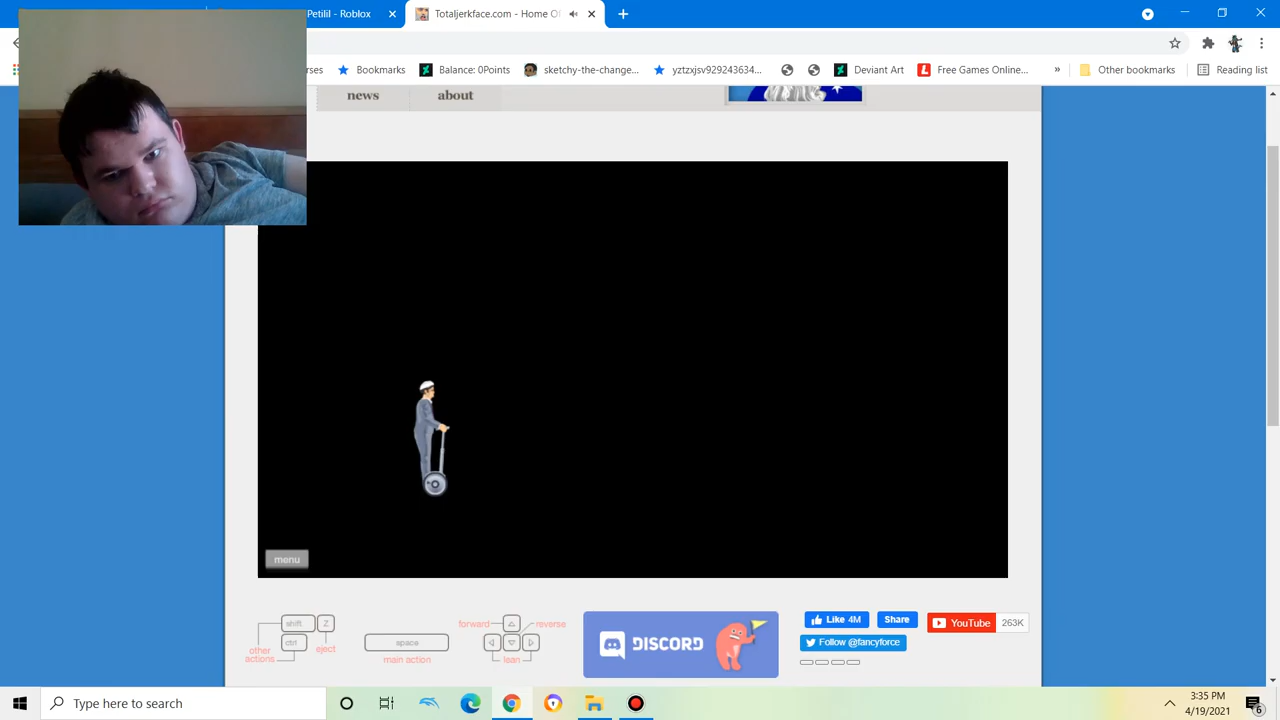 Petilil - Roblox
Totaljerkface.com - Home Of
rses
Bookmarks
Balance: 0Points
sketchy-the-change...
yztzxjsv929243634...
Deviant Art
Free Games Online...
»
Other bookmarks
Reading list
news
about
menu
shift
Z
ctrl
other
actions
eject
space
main action
forward
reverse
lean
DISCORD
Like 4M
Share
YouTube
263K
Follow @fancyforce
Type here to search
3:35 PM
4/19/2021
6